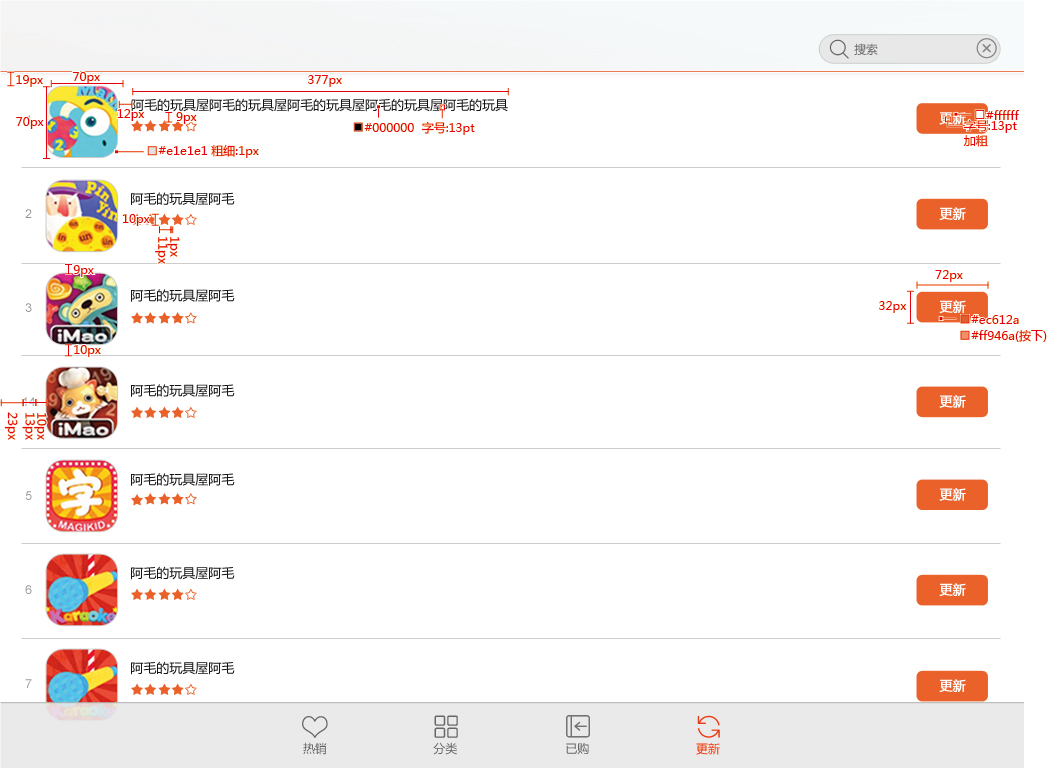 搜索
19px
70px
377px
70px
12px
阿毛的玩具屋阿毛的玩具屋阿毛的玩具屋阿毛的玩具屋阿毛的玩具
9px
#000000 字号:13pt
#e1e1e1 粗细:1px
更新
#ffffff
字号:13pt
加粗
2
Pin Yin
阿毛的玩具屋阿毛
10px
1px
11px
更新
9px
3
iMao
阿毛的玩具屋阿毛
10px
72px
32px
更新
#ec612a
#ff946a(按下)
iMao
阿毛的玩具屋阿毛
10px
13px
23px
更新
5
字
MAGIKID
阿毛的玩具屋阿毛
更新
6
Karaoke
阿毛的玩具屋阿毛
更新
7
阿毛的玩具屋阿毛
更新
热销
分类
已购
更新